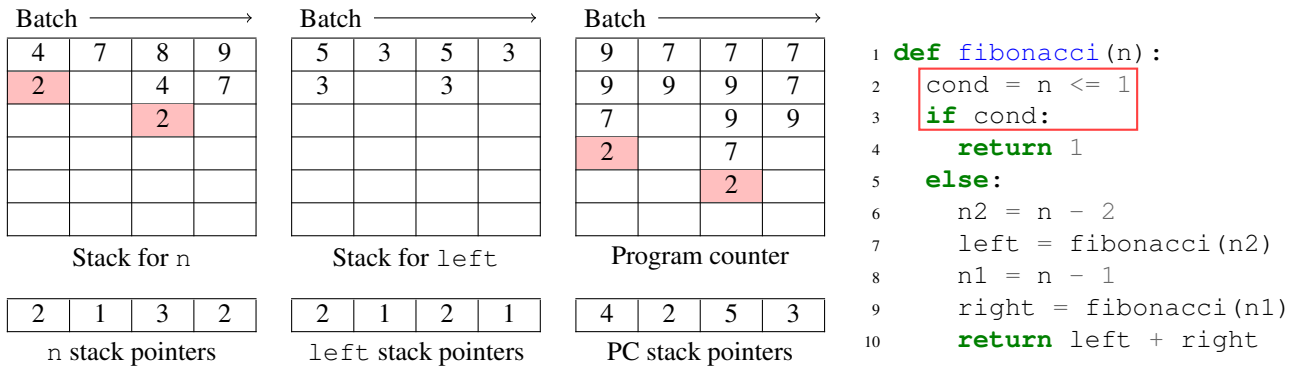 Batch
4 7 8 9
2 4 7
2
Stack for n
2 1 3 2
n stack pointers
Batch
5 3 5 3
3 3
Stack for left
2 1 2 1
left stack pointers
Batch
9 7 7 7
9 9 9 7
7 9 9
2 7
2
Program counter
4 2 5 3
PC stack pointers
1 def fibonacci(n):
2 cond = n <= 1
3 if cond:
4 return 1
5 else:
6 n2 = n - 2
7 left = fibonacci(n2)
8 n1 = n - 1
9 right = fibonacci(n1)
10 return left + right